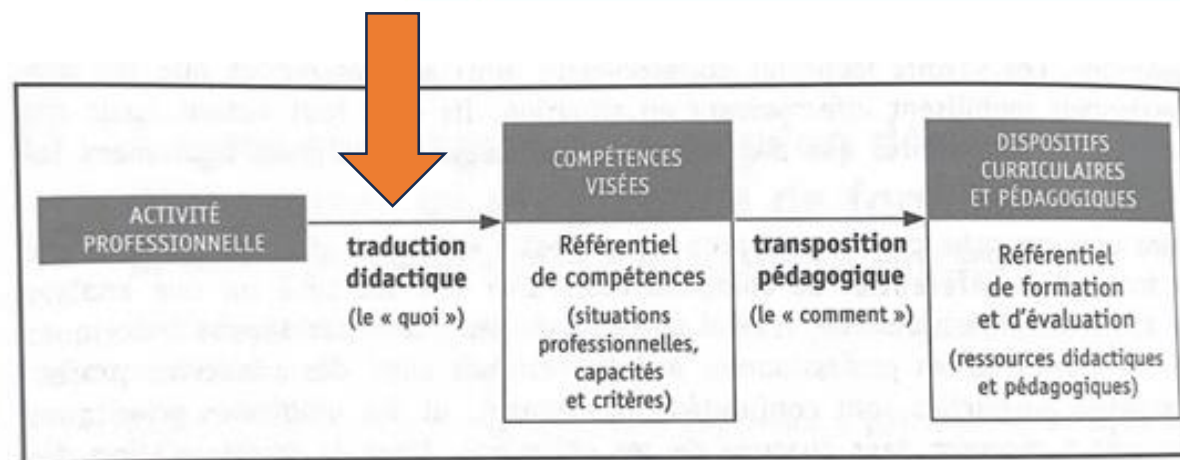 ACTIVITÉ
PROFESSIONNELLE
traduction
didactique
(le « quoi »)
COMPÉTENCES
VISÉES
Référentiel
de compétences
(situations
professionnelles,
capacités
et critères)
transposition
pédagogique
(le « comment »)
DISPOSITIFS
CURRICULAIRES
ET PÉDAGOGIQUES
Référentiel
de formation
et d'évaluation
(ressources didactiques
et pédagogiques)